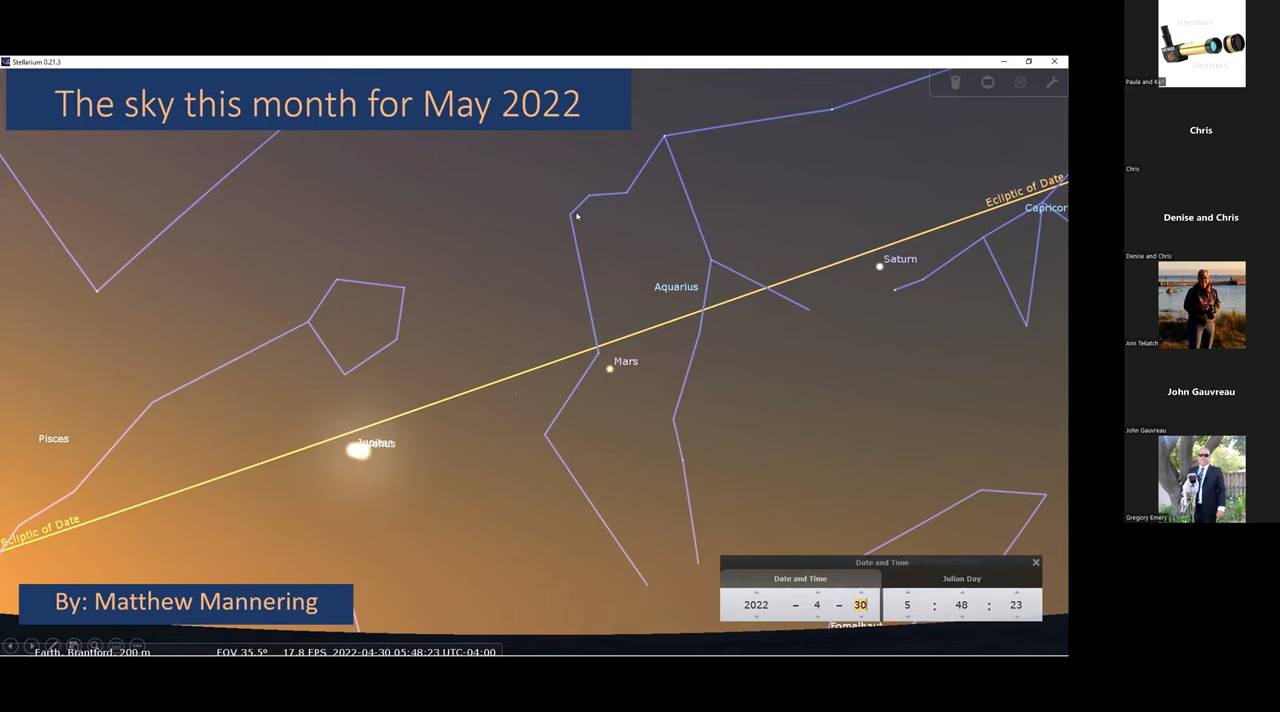 Stellarium 0.21.3
The sky this month for May 2022
Ecliptic of Date
Capricor
Saturn
Aquarius
Mars
Pisces
Jupiter
Ecliptic of Date
By: Matthew Mannering
Date and Time
Date and Time
Julian Day
2022 - 4 - 30 5 : 48 : 23
Fomalhaut
Earth, Brantford, 200 m FOV 35.5° 17.8 FPS 2022-04-30 05:48:23 UTC-04:00
Kosmos
Kosmos
Paula and
Chris
Chris
Denise and Chris
Denise and Chris
Ann Tekatch
John Gauvreau
John Gauvreau
Gregory Emery